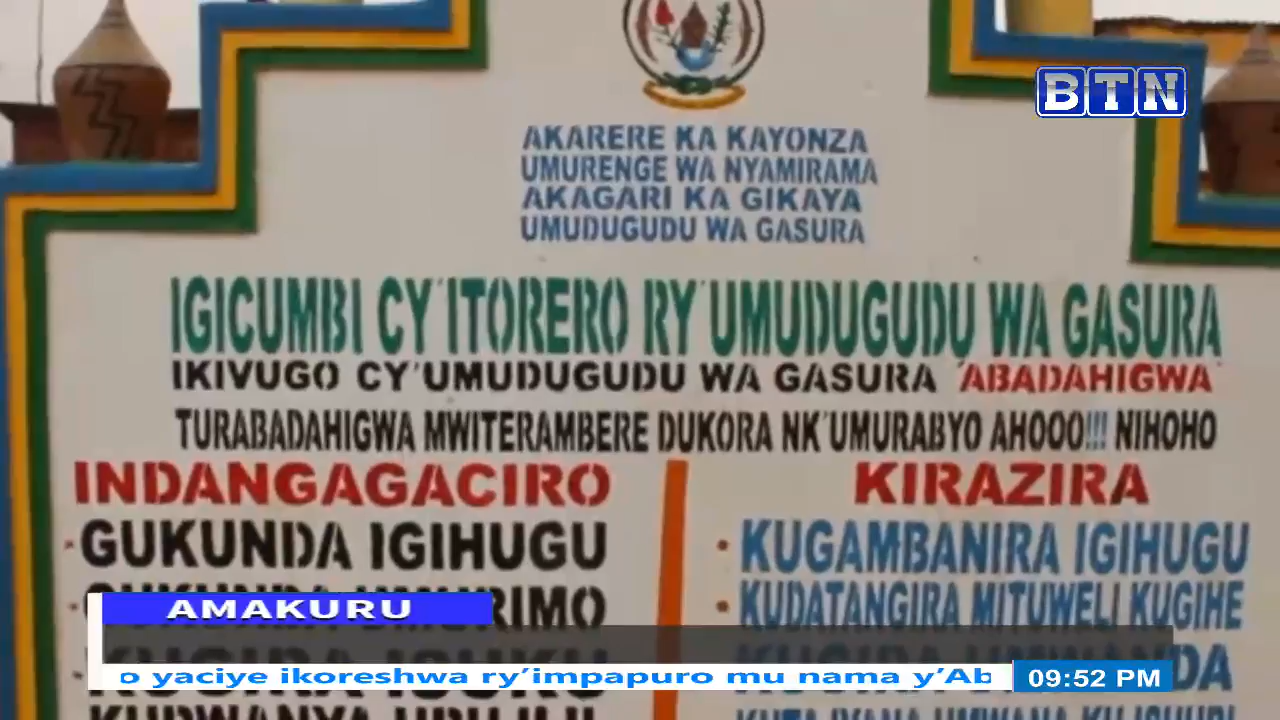 BTN
AKARERE KA KAYONZA
UMURENGE WA NYAMIRAMA
AKAGARI KA GIKAYA
UMUDUGUDU WA GASURA
IGICUMBI CY'ITORERO RY'UMUDUGUDU WA GASURA
IKIVUGO CY'UMUDUGUDU WA GASURA 'ABADAHIGWA'
TURABADAHIGWA MWITERAMBERE DUKORA NK'UMURABYO AHOOO!!! NIHOHO
INDANGAGACIRO
KIRAZIRA
• GUKUNDA IGIHUGU
• KUGAMBANIRA IGIHUGU
• KUDATANGIRA MITUWELI KUGIHE
AMAKURU
o yaciye ikoreshwa ry'impapuro mu nama y'Ab
09:52 PM